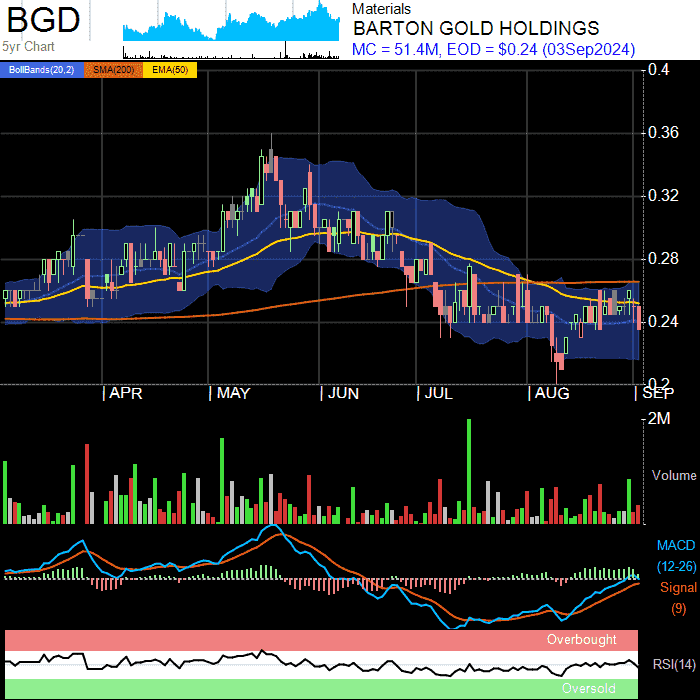 BGD
5yr Chart
Materials
BARTON GOLD HOLDINGS
MC = 51.4M, EOD = $0.24 (03Sep2024)
BollBands(20,2) SMA(200) EMA(50)
0.4
0.36
0.32
0.28
0.24
0.2
APR MAY JUN JUL AUG SEP
2M
Volume
MACD
(12-26)
Signal
(9)
Overbought
RSI(14)
Oversold